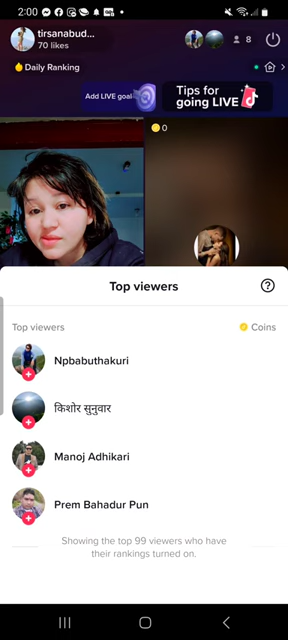 2:00
tirsanabud...
70 likes
8
Daily Ranking
Add LIVE goal
Tips for
going LIVE
0
Top viewers
Top viewers
Coins
Npbabuthakuri
किशोर सुनुवार
Manoj Adhikari
Prem Bahadur Pun
Showing the top 99 viewers who have
their rankings turned on.